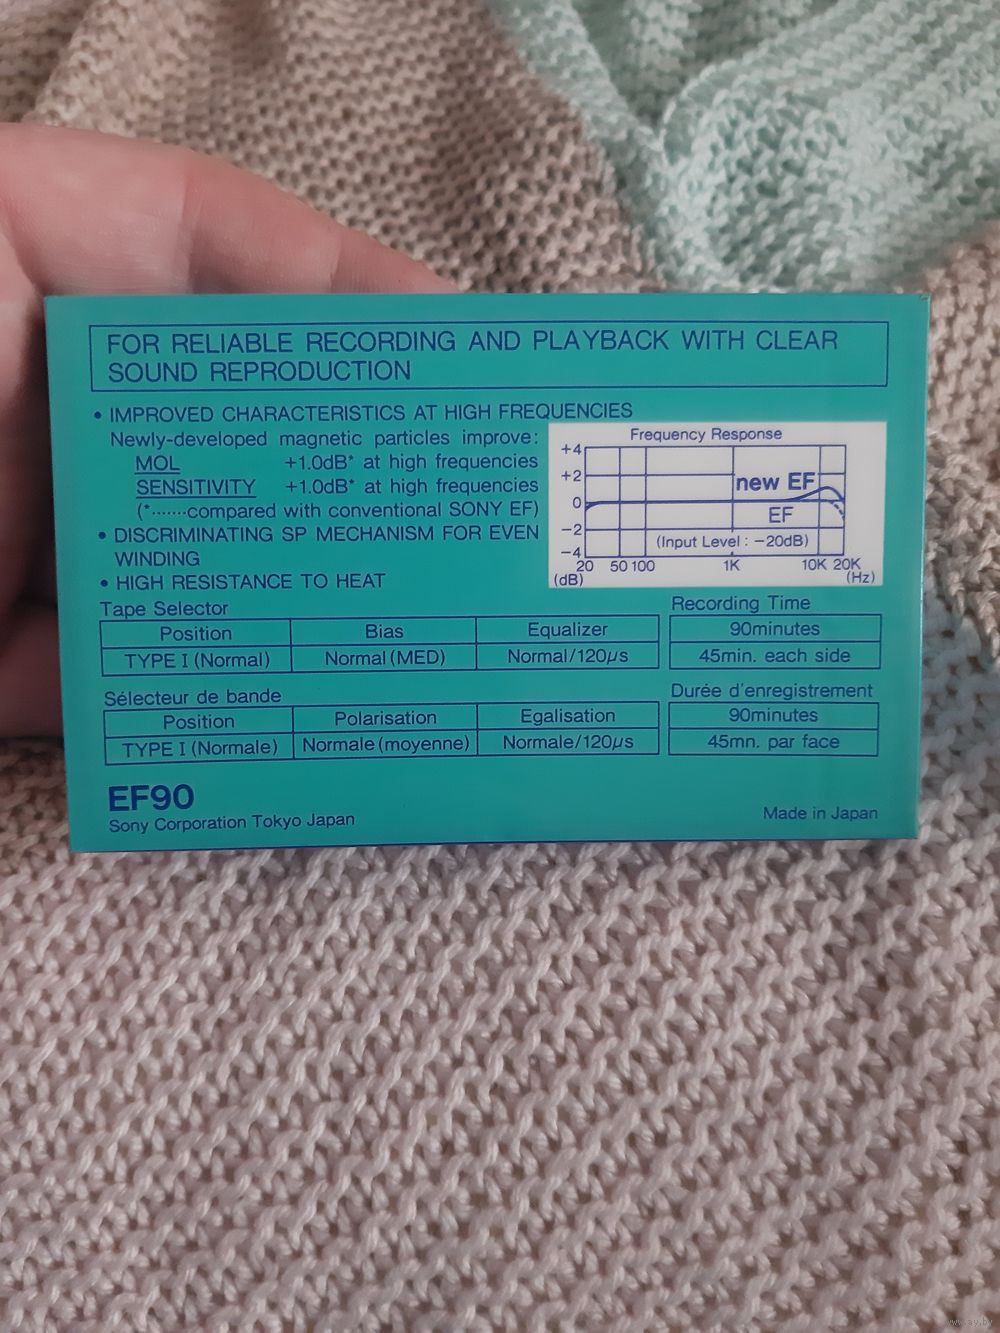 FOR RELIABLE RECORDING AND PLAYBACK WITH CLEAR
SOUND REPRODUCTION
• IMPROVED CHARACTERISTICS AT HIGH FREQUENCIES
Newly-developed magnetic particles improve:
MOL +1.0dB* at high frequencies
SENSITIVITY +1.0dB* at high frequencies
(*·······compared with conventional SONY EF)
• DISCRIMINATING SP MECHANISM FOR EVEN
WINDING
• HIGH RESISTANCE TO HEAT
Frequency Response
+4
+2
0
−2
−4
(dB)
new EF
EF
(Input Level : −20dB)
20 50 100 1K 10K 20K
(Hz)
Tape Selector
Position Bias Equalizer
TYPE I (Normal) Normal (MED) Normal/120μs
Recording Time
90minutes
45min. each side
Sélecteur de bande
Position Polarisation Egalisation
TYPE I (Normale) Normale (moyenne) Normale/120μs
Durée d'enregistrement
90minutes
45mn. par face
EF90
Sony Corporation Tokyo Japan
Made in Japan